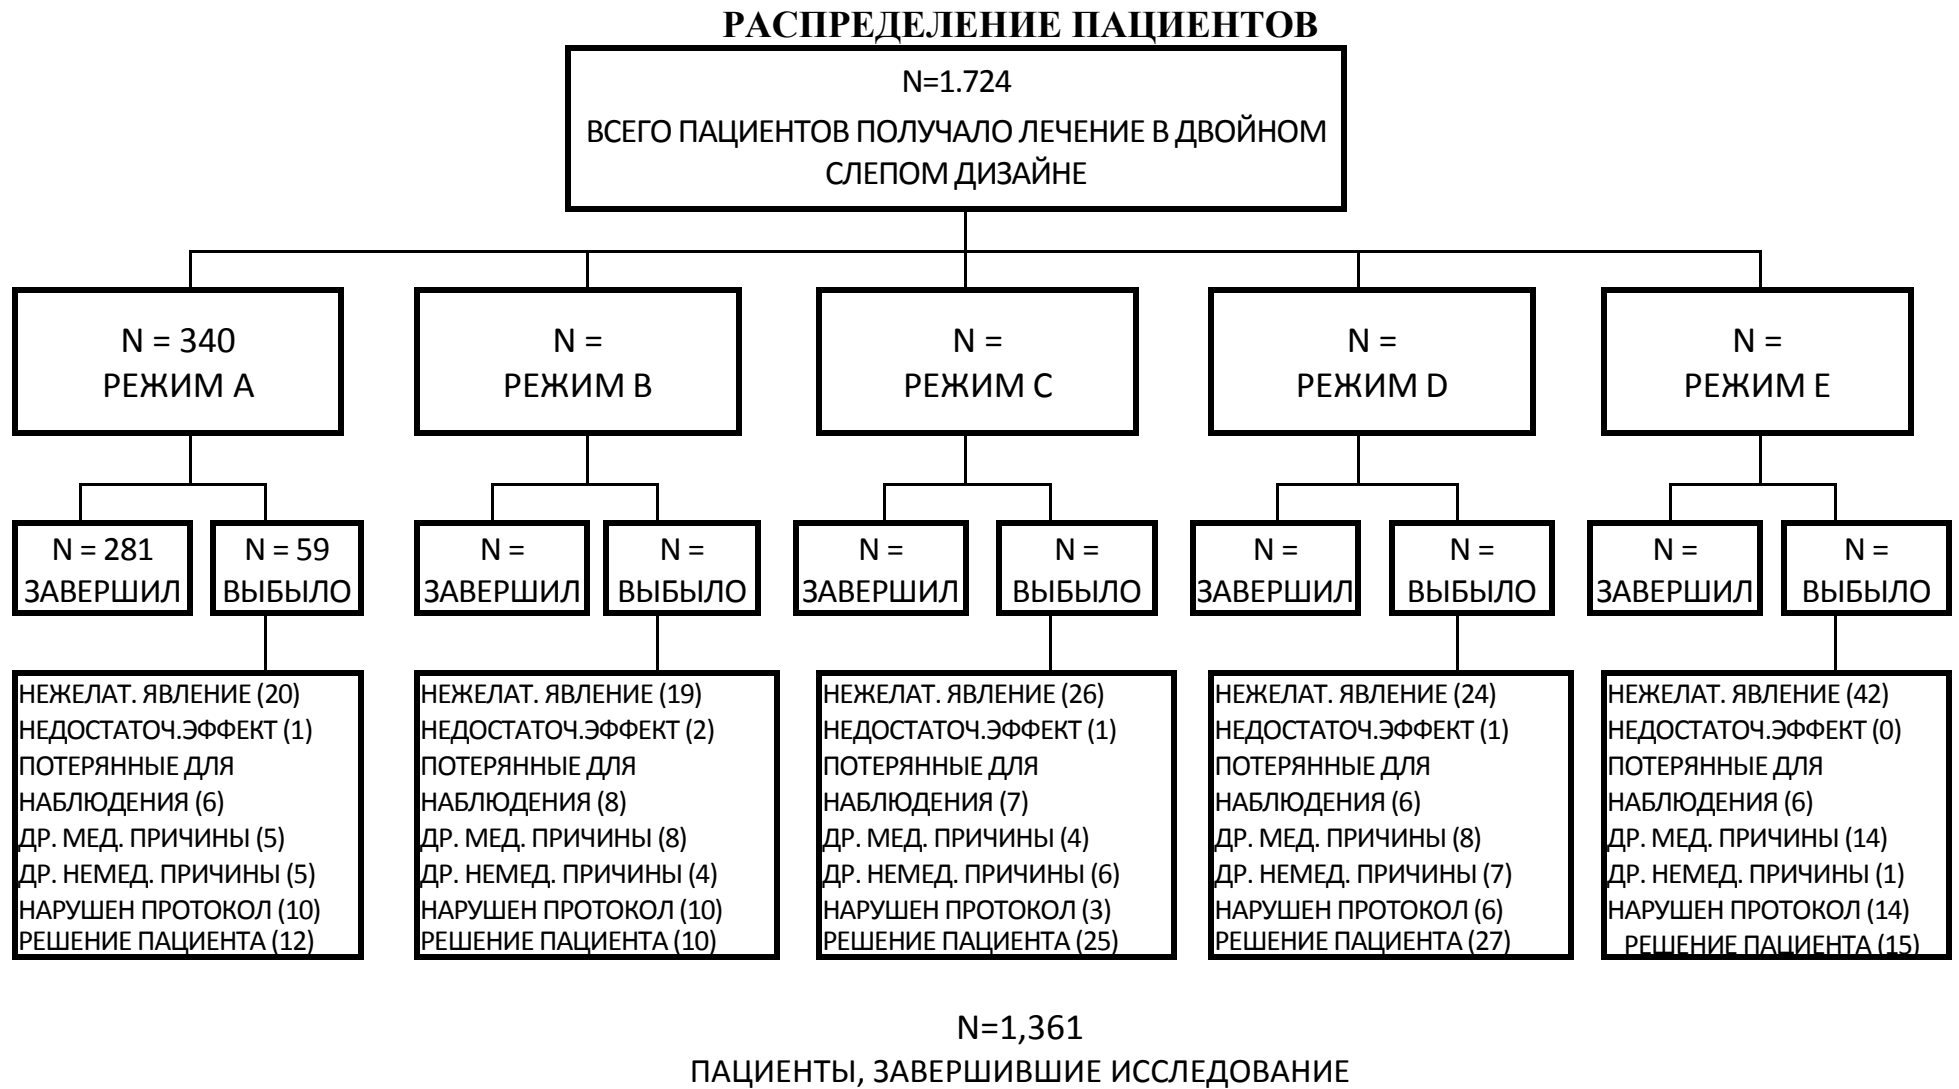 РАСПРЕДЕЛЕНИЕ ПАЦИЕНТОВ
N=1.724
ВСЕГО ПАЦИЕНТОВ ПОЛУЧАЛО ЛЕЧЕНИЕ В ДВОЙНОМ
СЛЕПОМ ДИЗАЙНЕ
N = 340
РЕЖИМ A
N =
РЕЖИМ B
N =
РЕЖИМ C
N =
РЕЖИМ D
N =
РЕЖИМ E
N = 281
ЗАВЕРШИЛ
N = 59
ВЫБЫЛО
N =
ЗАВЕРШИЛ
N =
ВЫБЫЛО
N =
ЗАВЕРШИЛ
N =
ВЫБЫЛО
N =
ЗАВЕРШИЛ
N =
ВЫБЫЛО
N =
ЗАВЕРШИЛ
N =
ВЫБЫЛО
НЕЖЕЛАТ. ЯВЛЕНИЕ (20)
НЕДОСТАТОЧ.ЭФФЕКТ (1)
ПОТЕРЯННЫЕ ДЛЯ
НАБЛЮДЕНИЯ (6)
ДР. МЕД. ПРИЧИНЫ (5)
ДР. НЕМЕД. ПРИЧИНЫ (5)
НАРУШЕН ПРОТОКОЛ (10)
РЕШЕНИЕ ПАЦИЕНТА (12)
НЕЖЕЛАТ. ЯВЛЕНИЕ (19)
НЕДОСТАТОЧ.ЭФФЕКТ (2)
ПОТЕРЯННЫЕ ДЛЯ
НАБЛЮДЕНИЯ (8)
ДР. МЕД. ПРИЧИНЫ (8)
ДР. НЕМЕД. ПРИЧИНЫ (4)
НАРУШЕН ПРОТОКОЛ (10)
РЕШЕНИЕ ПАЦИЕНТА (10)
НЕЖЕЛАТ. ЯВЛЕНИЕ (26)
НЕДОСТАТОЧ.ЭФФЕКТ (1)
ПОТЕРЯННЫЕ ДЛЯ
НАБЛЮДЕНИЯ (7)
ДР. МЕД. ПРИЧИНЫ (4)
ДР. НЕМЕД. ПРИЧИНЫ (6)
НАРУШЕН ПРОТОКОЛ (3)
РЕШЕНИЕ ПАЦИЕНТА (25)
НЕЖЕЛАТ. ЯВЛЕНИЕ (24)
НЕДОСТАТОЧ.ЭФФЕКТ (1)
ПОТЕРЯННЫЕ ДЛЯ
НАБЛЮДЕНИЯ (6)
ДР. МЕД. ПРИЧИНЫ (8)
ДР. НЕМЕД. ПРИЧИНЫ (7)
НАРУШЕН ПРОТОКОЛ (6)
РЕШЕНИЕ ПАЦИЕНТА (27)
НЕЖЕЛАТ. ЯВЛЕНИЕ (42)
НЕДОСТАТОЧ.ЭФФЕКТ (0)
ПОТЕРЯННЫЕ ДЛЯ
НАБЛЮДЕНИЯ (6)
ДР. МЕД. ПРИЧИНЫ (14)
ДР. НЕМЕД. ПРИЧИНЫ (1)
НАРУШЕН ПРОТОКОЛ (14)
РЕШЕНИЕ ПАЦИЕНТА (15)
N=1,361
ПАЦИЕНТЫ, ЗАВЕРШИВШИЕ ИССЛЕДОВАНИЕ